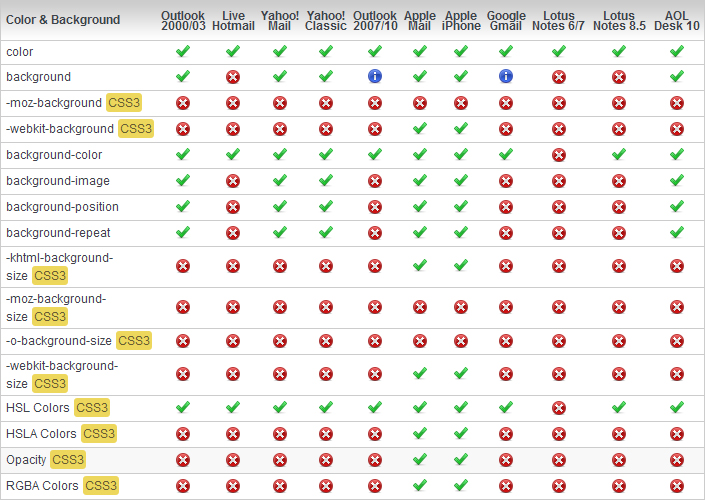 Color & Background
Outlook 2000/03
Live Hotmail
Yahoo! Mail
Yahoo! Classic
Outlook 2007/10
Apple Mail
Apple iPhone
Google Gmail
Lotus Notes 6/7
Lotus Notes 8.5
AOL Desk 10
color
background
-moz-background CSS3
-webkit-background CSS3
background-color
background-image
background-position
background-repeat
-khtml-background-
size CSS3
-moz-background-
size CSS3
-o-background-size CSS3
-webkit-background-
size CSS3
HSL Colors CSS3
HSLA Colors CSS3
Opacity CSS3
RGBA Colors CSS3